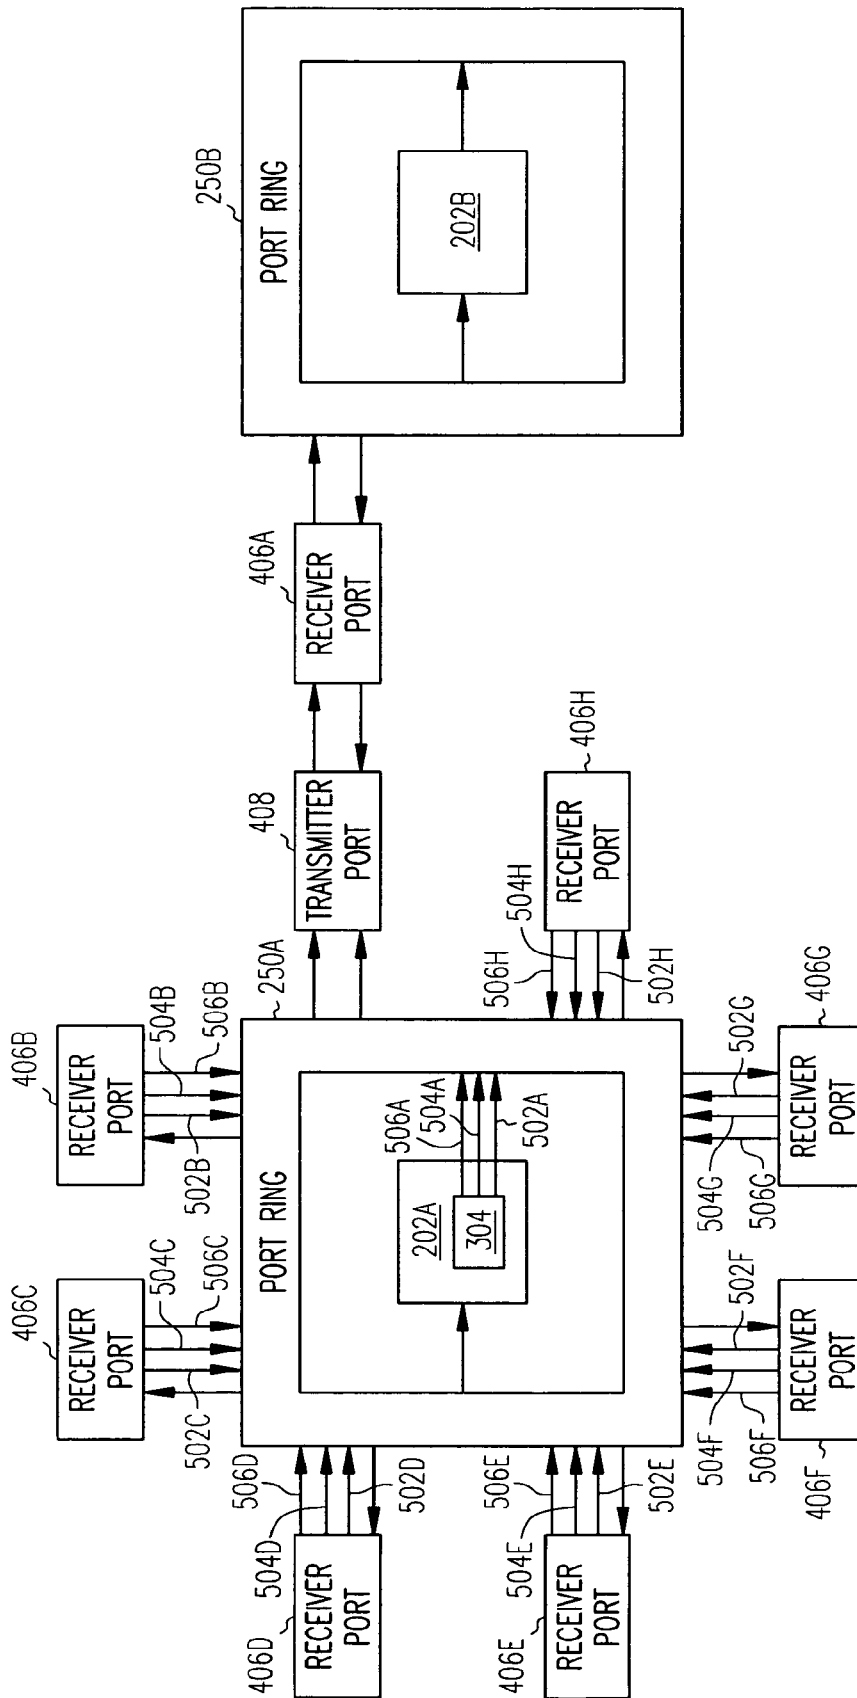 406C
RECEIVER
PORT
502C
504C
506C
406B
RECEIVER
PORT
502B
504B
506B
250A
408
TRANSMITTER
PORT
406A
RECEIVER
PORT
250B
PORT RING
202B
406D
RECEIVER
PORT
504D
506D
502D
PORT RING
202A
304
506A
504A
502A
406E
RECEIVER
PORT
504E
506E
502E
506H
504H
502H
RECEIVER
PORT
406H
406F
RECEIVER
PORT
506F
504F
502F
506G
504G
502G
RECEIVER
PORT
406G